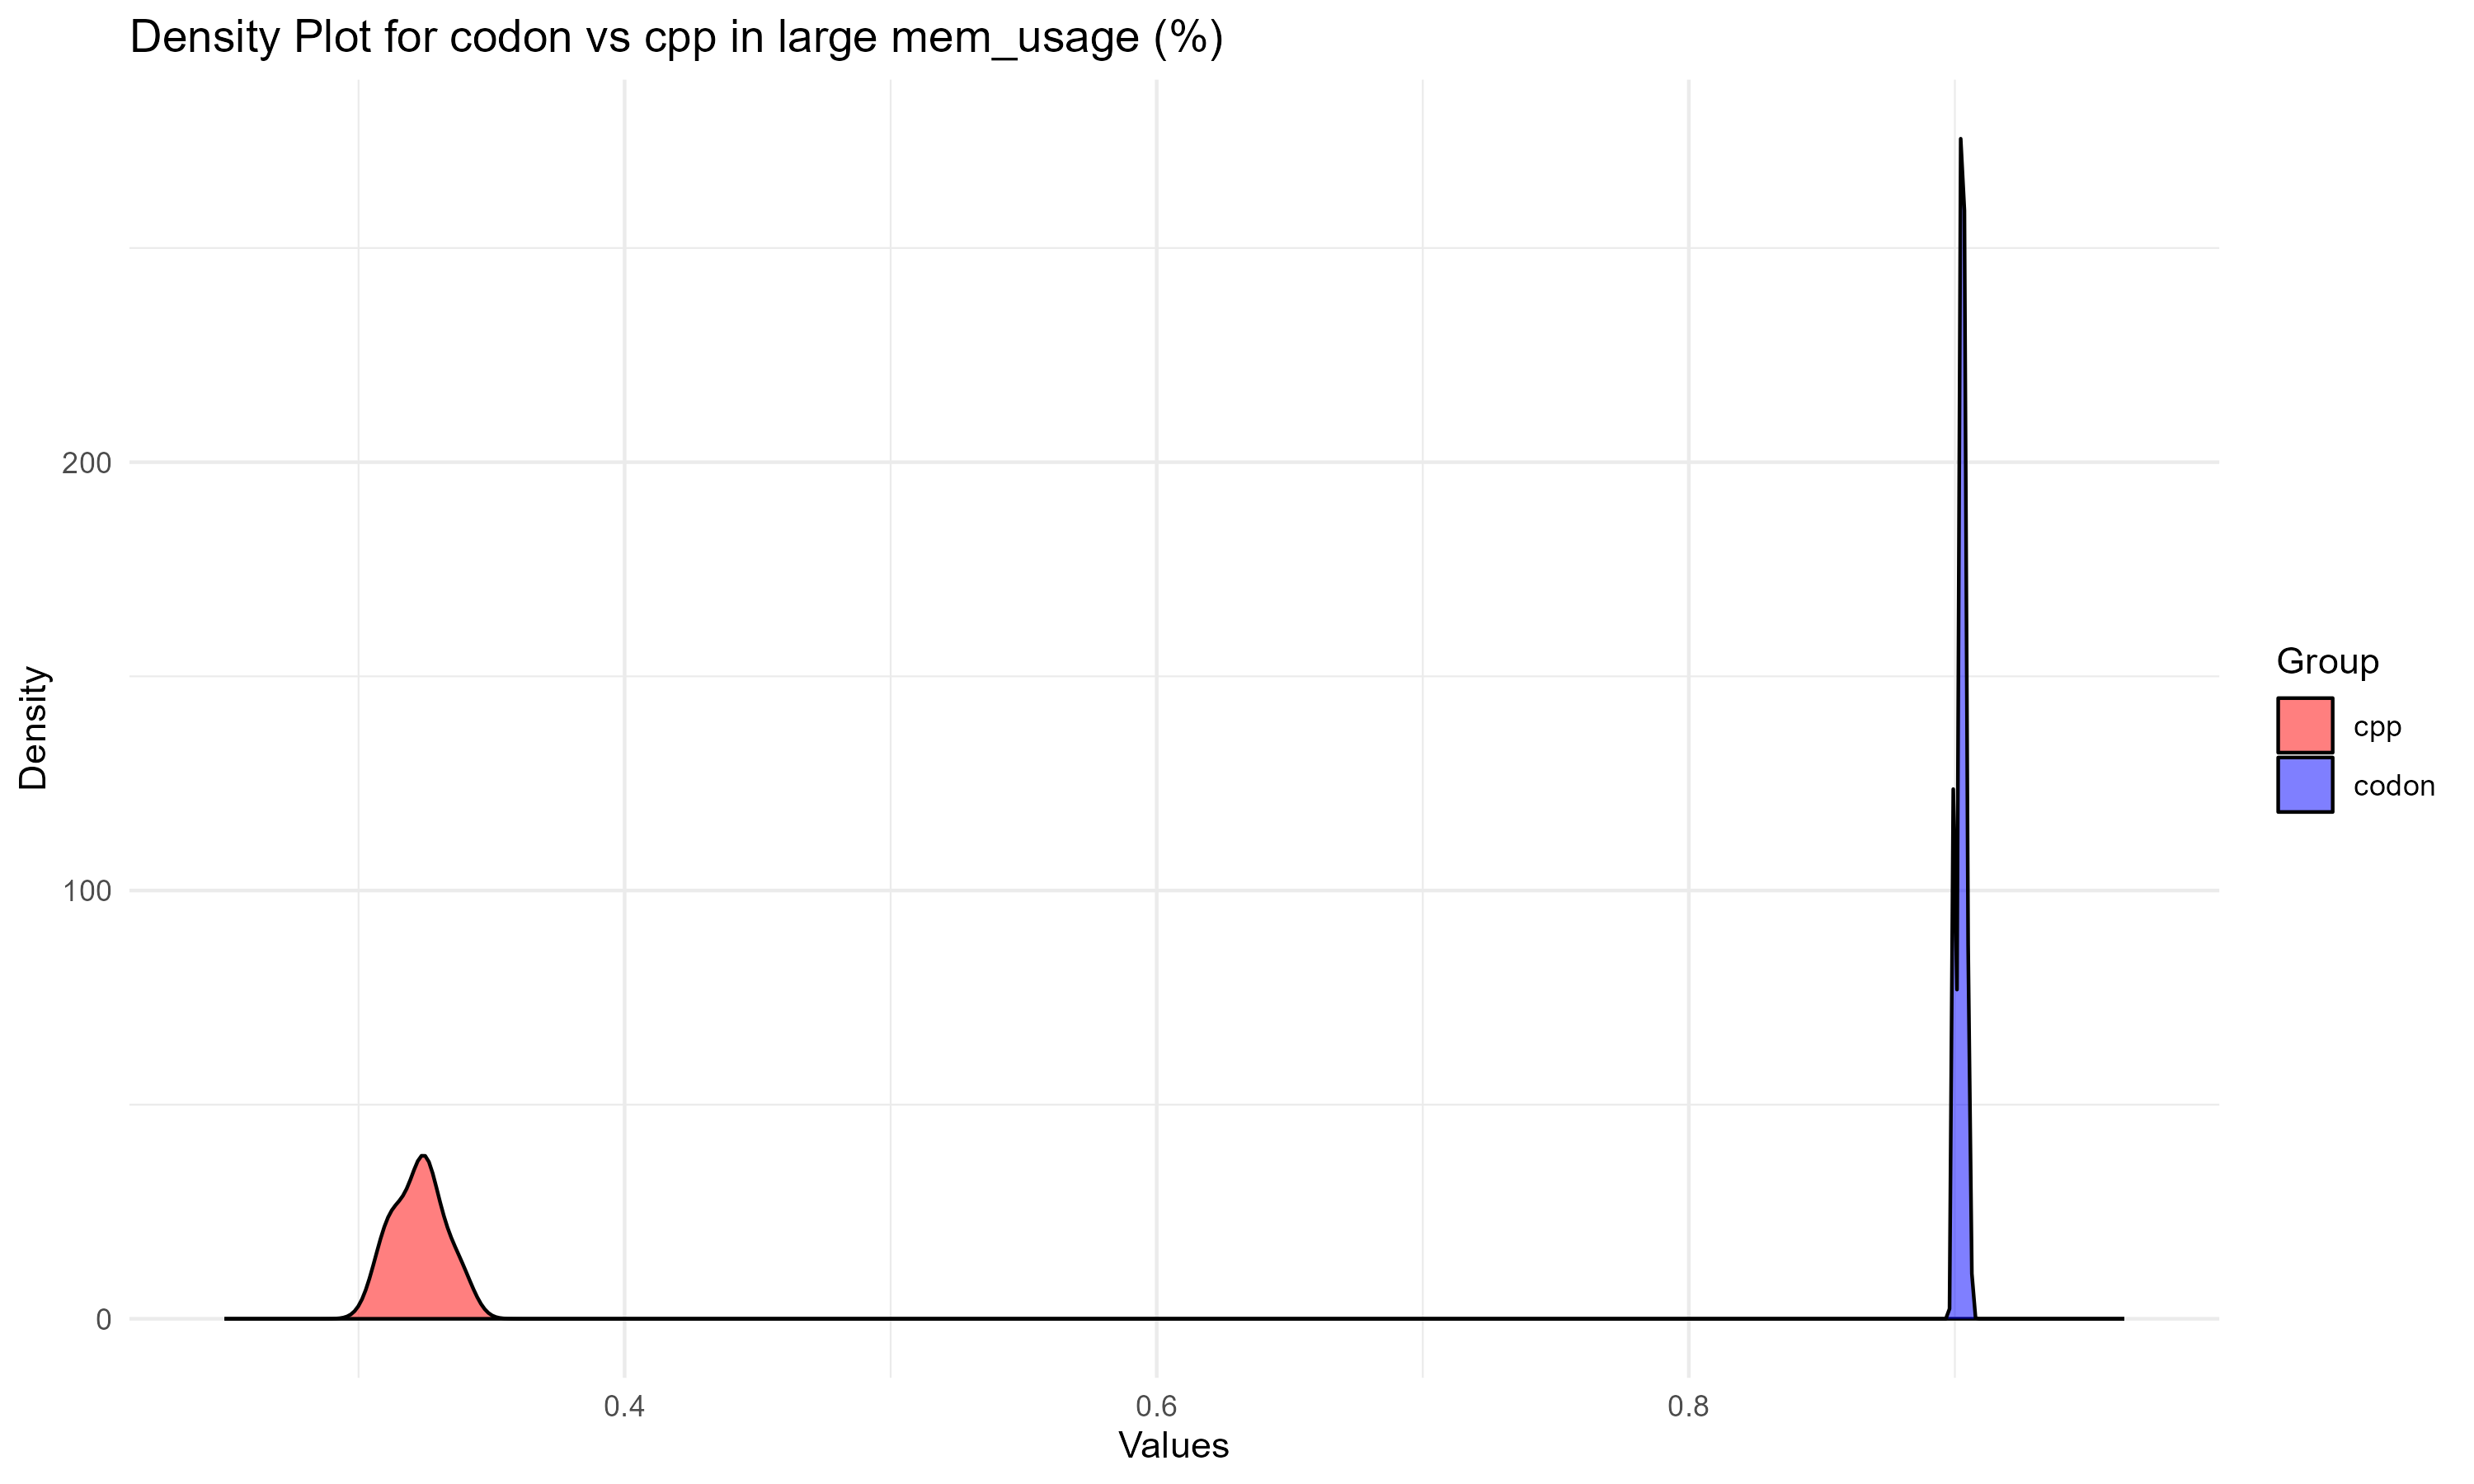 Density Plot for codon vs cpp in large mem_usage (%)
Density
200
100
0
0.4 0.6 0.8
Values
Group
cpp
codon